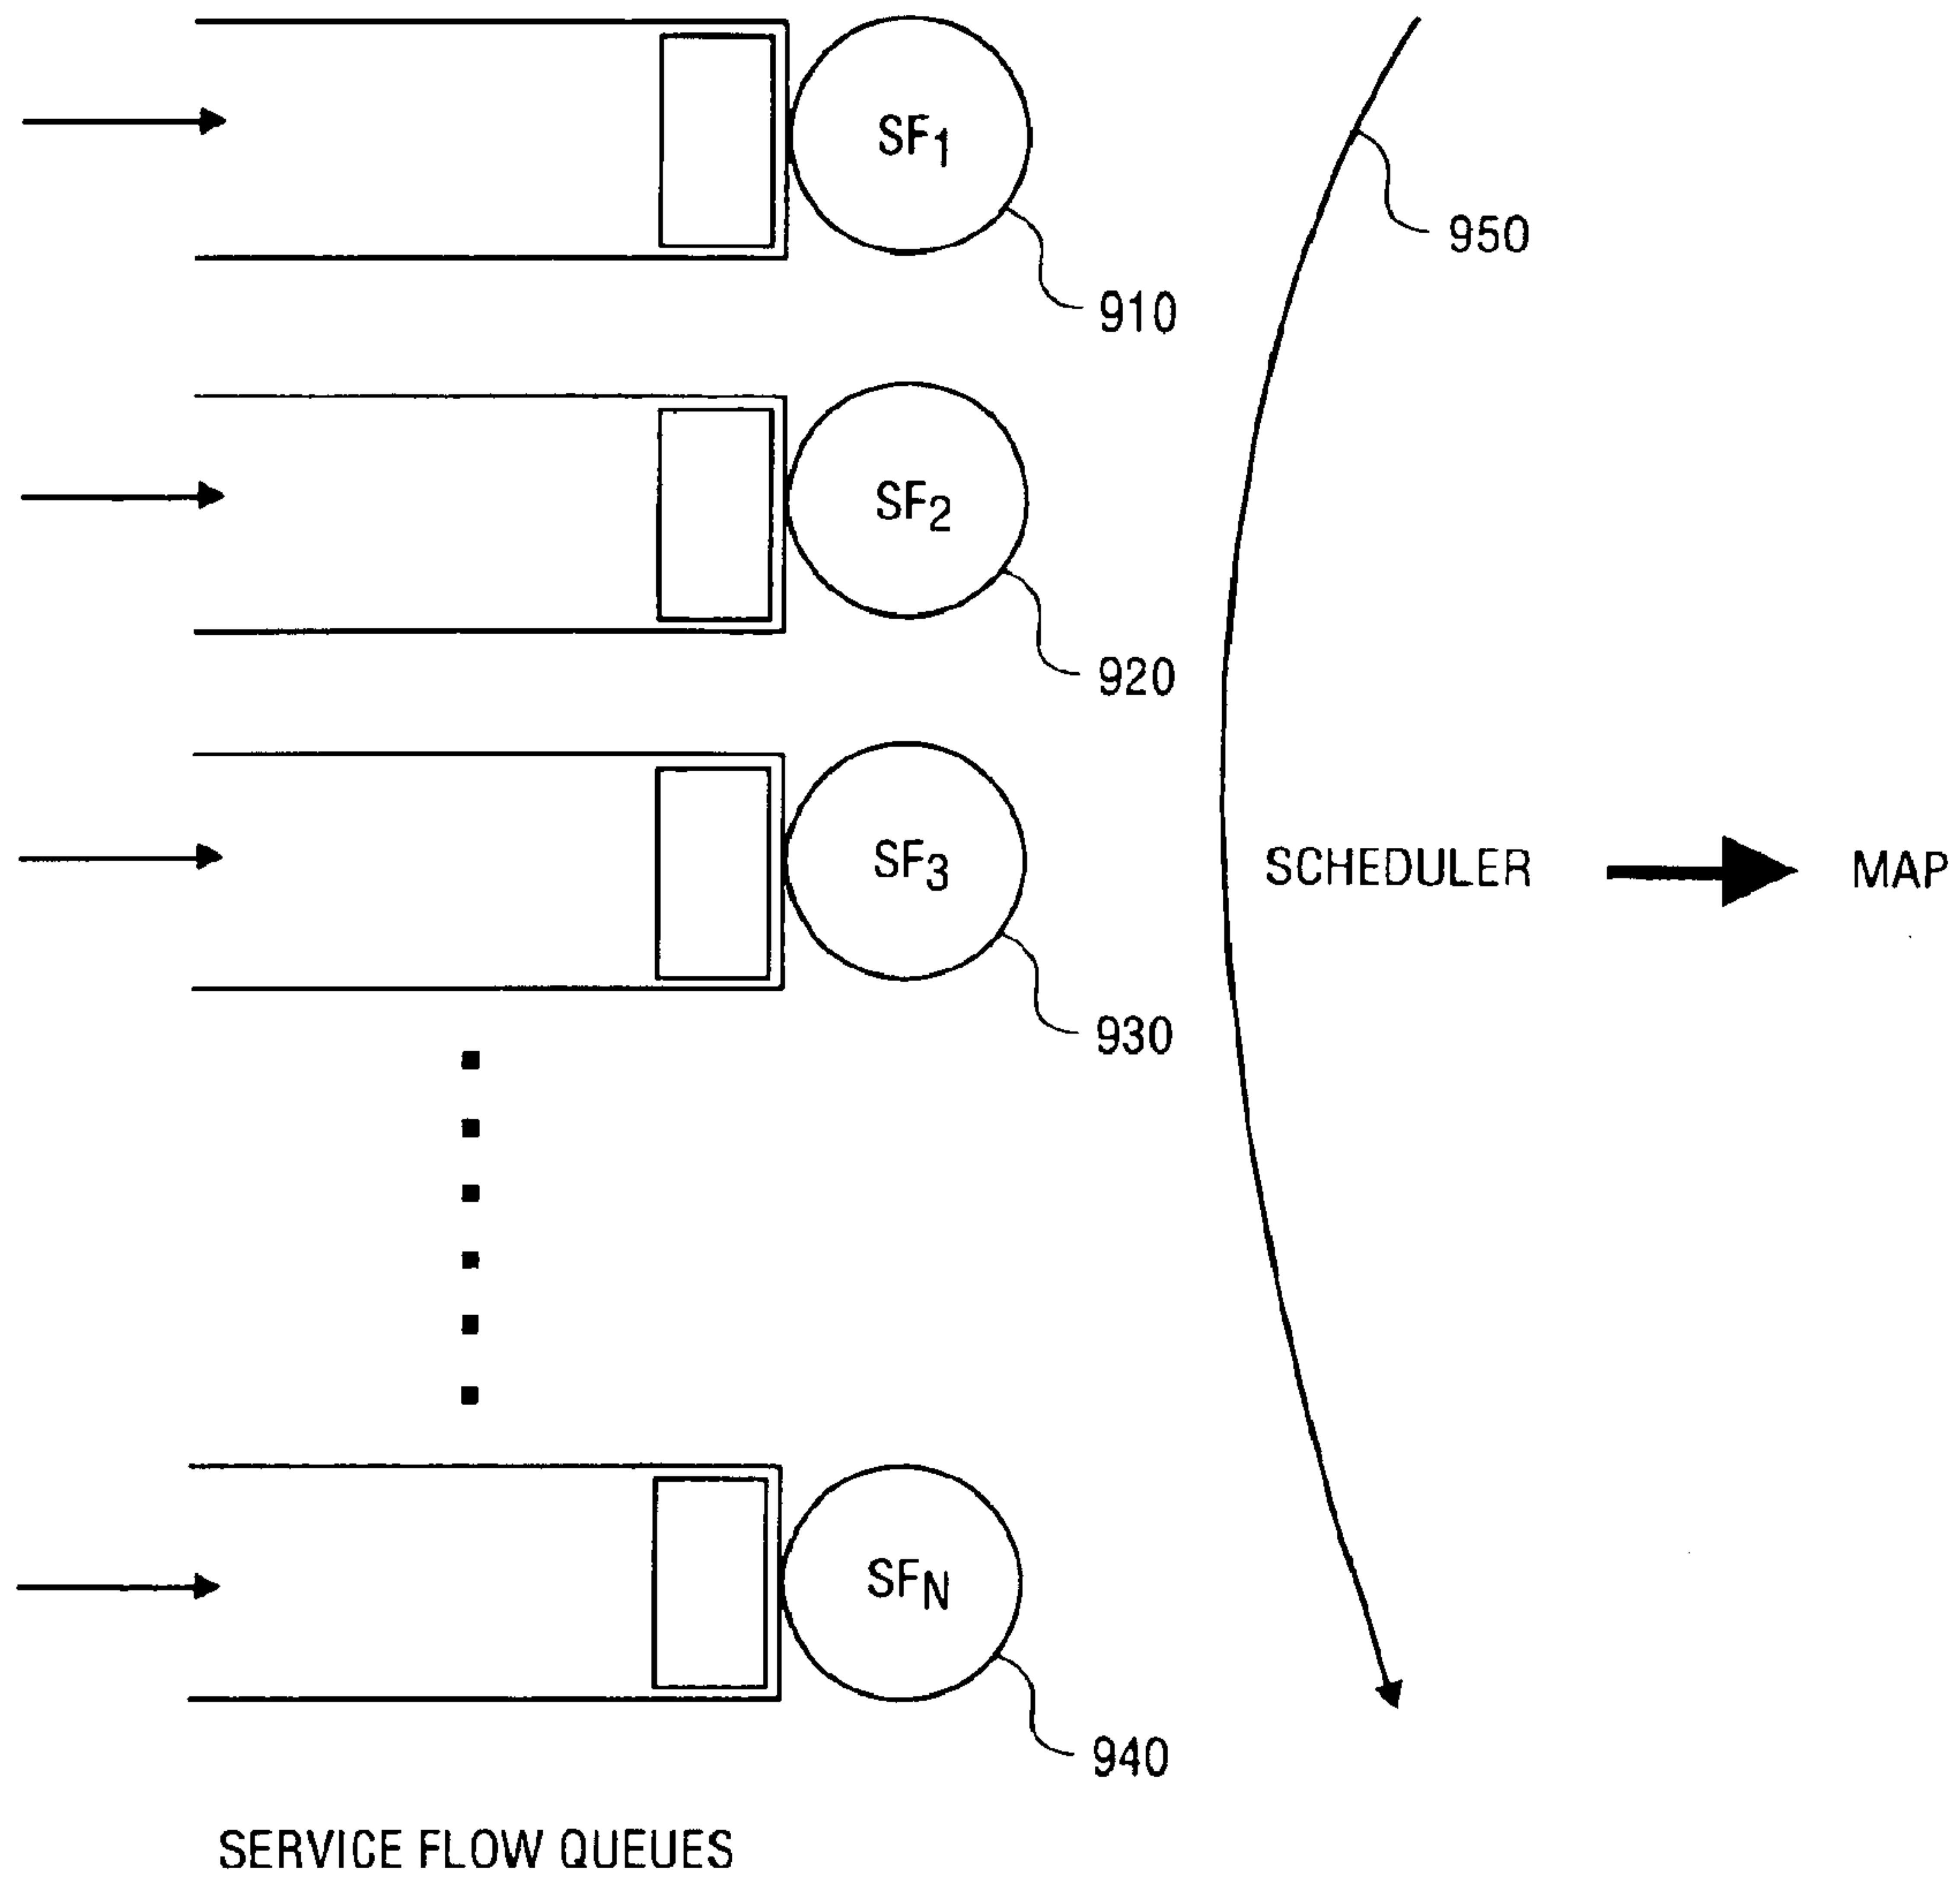 SF1
950
910
SF2
920
SF3
SCHEDULER
MAP
930
SFN
940
SERVICE FLOW QUEUES